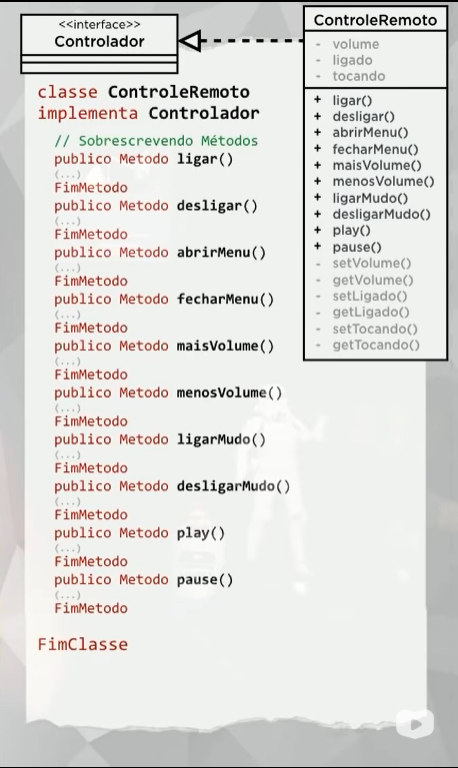 <<interface>>
Controlador
ControleRemoto
- volume
- ligado
- tocando
+ ligar()
+ desligar()
+ abrirMenu()
+ fecharMenu()
+ maisVolume()
+ menosVolume()
+ ligarMudo()
+ desligarMudo()
+ play()
+ pause()
- setVolume()
- getVolume()
- setLigado()
- getLigado()
- setTocando()
- getTocando()
classe ControleRemoto
implementa Controlador
// Sobrescrevendo Métodos
publico Metodo ligar()
(...)
FimMetodo
publico Metodo desligar()
(...)
FimMetodo
publico Metodo abrirMenu()
(...)
FimMetodo
publico Metodo fecharMenu()
(...)
FimMetodo
publico Metodo maisVolume()
(...)
FimMetodo
publico Metodo menosVolume()
(...)
FimMetodo
publico Metodo ligarMudo()
(...)
FimMetodo
publico Metodo desligarMudo()
(...)
FimMetodo
publico Metodo play()
(...)
FimMetodo
publico Metodo pause()
(...)
FimMetodo
FimClasse